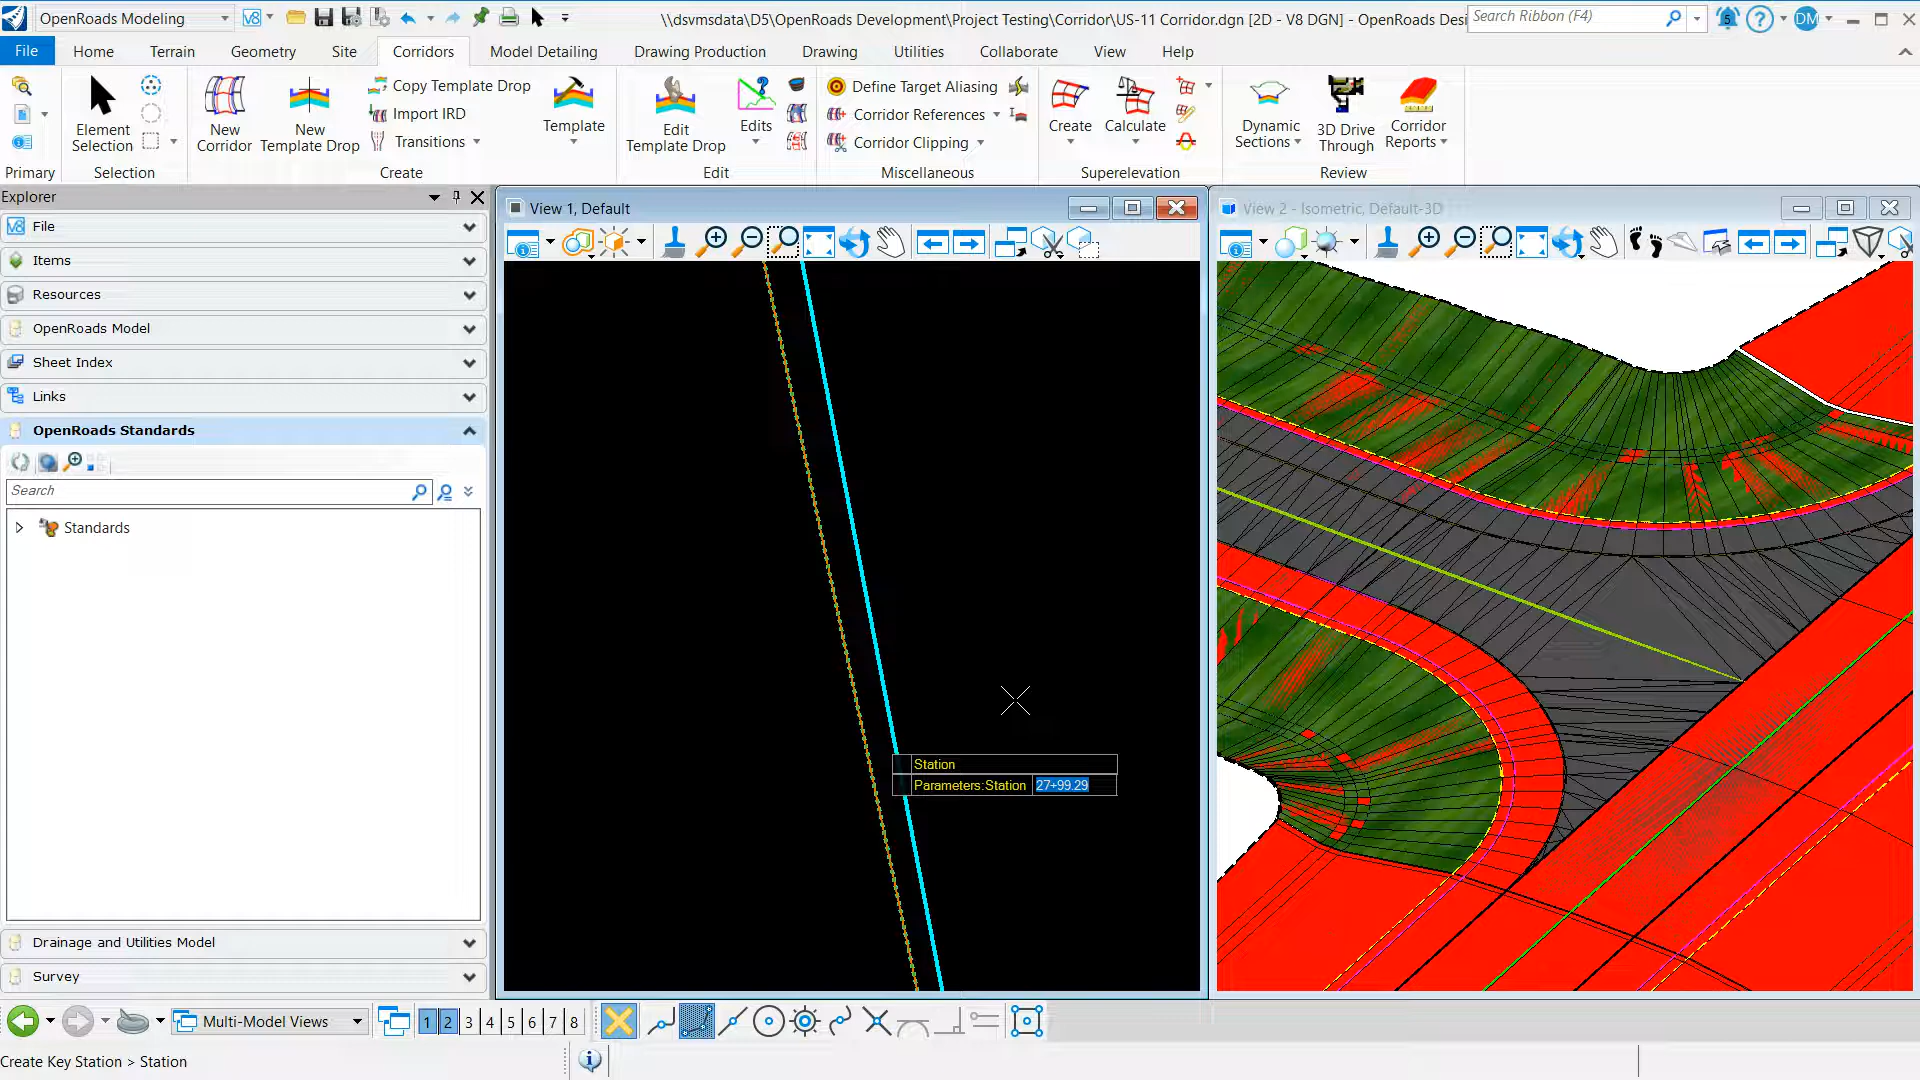 OpenRoads Modeling
\\dsvmsdata\D5\OpenRoads Development\Project Testing\Corridor\US-11 Corridor.dgn [2D - V8 DGN] - OpenRoads Desi
Search Ribbon (F4)
5
DM
File
Home
Terrain
Geometry
Site
Corridors
Model Detailing
Drawing Production
Drawing
Utilities
Collaborate
View
Help
Element
Selection
New
Corridor
New
Template Drop
Copy Template Drop
Import IRD
Transitions
Template
Edit
Template Drop
Edits
Define Target Aliasing
Corridor References
Corridor Clipping
Create
Calculate
Dynamic
Sections
3D Drive
Through
Corridor
Reports
Primary
Selection
Create
Edit
Miscellaneous
Superelevation
Review
Explorer
File
Items
Resources
OpenRoads Model
Sheet Index
Links
OpenRoads Standards
Search
Standards
Drainage and Utilities Model
Survey
View 1, Default
Station
Parameters:Station 27+99.29
View 2 - Isometric, Default-3D
Multi-Model Views
1 2 3 4 5 6 7 8
Create Key Station > Station